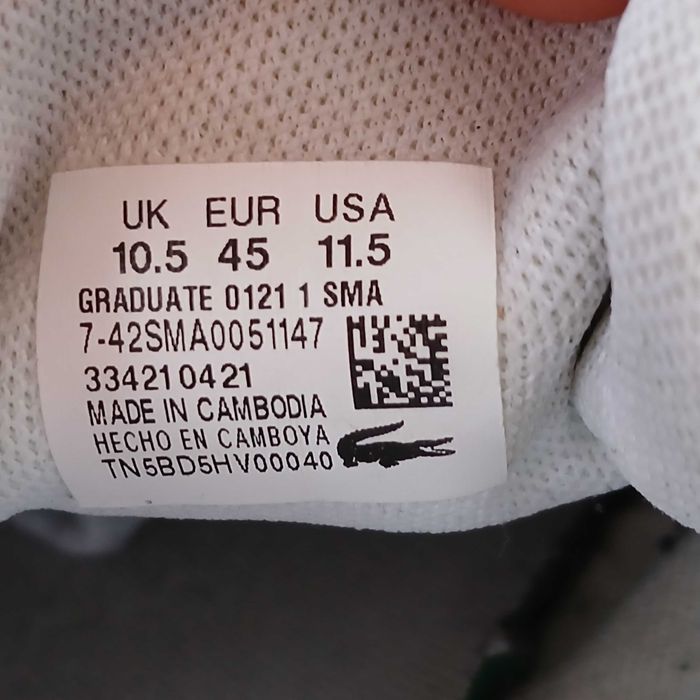 UK EUR USA
10.5 45 11.5
GRADUATE 0121 1 SMA
7-42SMA0051147
334210421
MADE IN CAMBODIA
HECHO EN CAMBOYA
TN5BD5HV00040